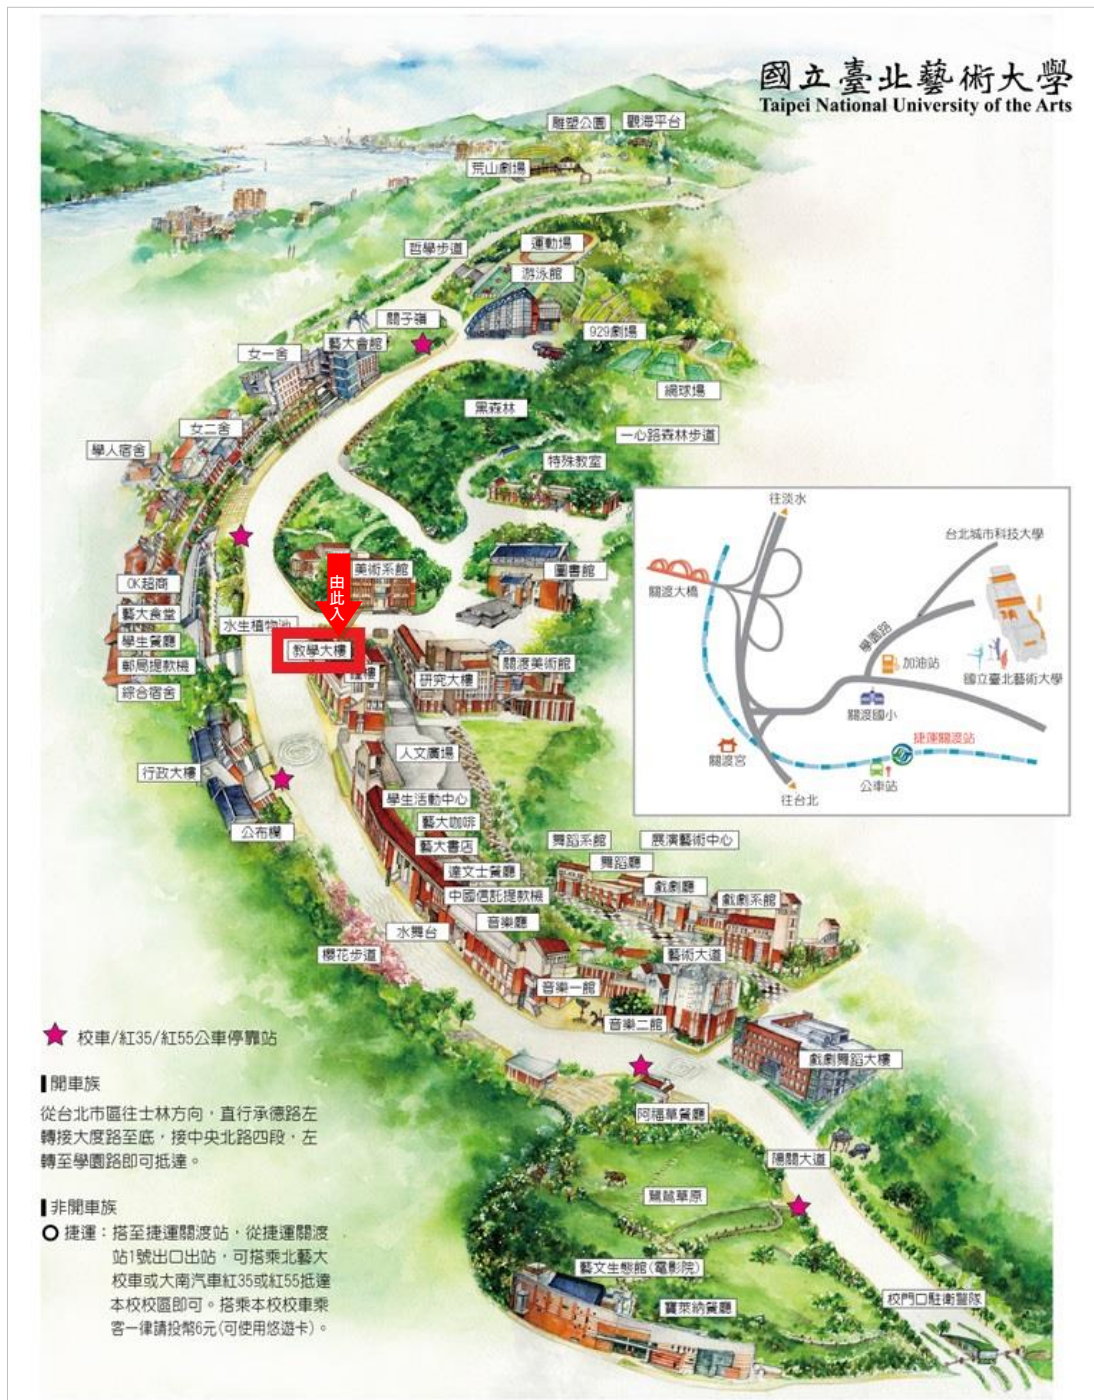 國立臺北藝術大學
Taipei National University of the Arts
雕塑公園
觀海平台
荒山劇場
哲學步道
運動場
游泳館
關子嶺
929劇場
藝大會館
女一舍
網球場
黑森林
女二舍
一心路森林步道
學人宿舍
特殊教室
往淡水
台北城市科技大學
關渡大橋
學園路
加油站
國立臺北藝術大學
關渡國小
捷運關渡站
關渡宮
公車站
往台北
美術系館
圖書館
由此入
OK超商
藝大食堂
水生植物池
學生餐廳
教學大樓
鐘樓
關渡美術館
郵局提款機
研究大樓
綜合宿舍
人文廣場
行政大樓
學生活動中心
藝大咖啡
公布欄
藝大書店
舞蹈系館
展演藝術中心
舞蹈廳
達文士餐廳
戲劇廳
中國信託提款機
戲劇系館
音樂廳
水舞台
櫻花步道
藝術大道
音樂一館
音樂二館
校車/紅35/紅55公車停靠站
戲劇舞蹈大樓
開車族
從台北市區往士林方向，直行承德路左
轉接大度路至底，接中央北路四段，左
轉至學園路即可抵達。
阿福草餐廳
陽關大道
鷺鷥草原
非開車族
捷運：搭至捷運關渡站，從捷運關渡
站1號出口出站，可搭乘北藝大
校車或大南汽車紅35或紅55抵達
本校校區即可。搭乘本校校車乘
客一律請投幣6元(可使用悠遊卡)。
藝文生態館(電影院)
寶萊納餐廳
校門口駐衛警隊